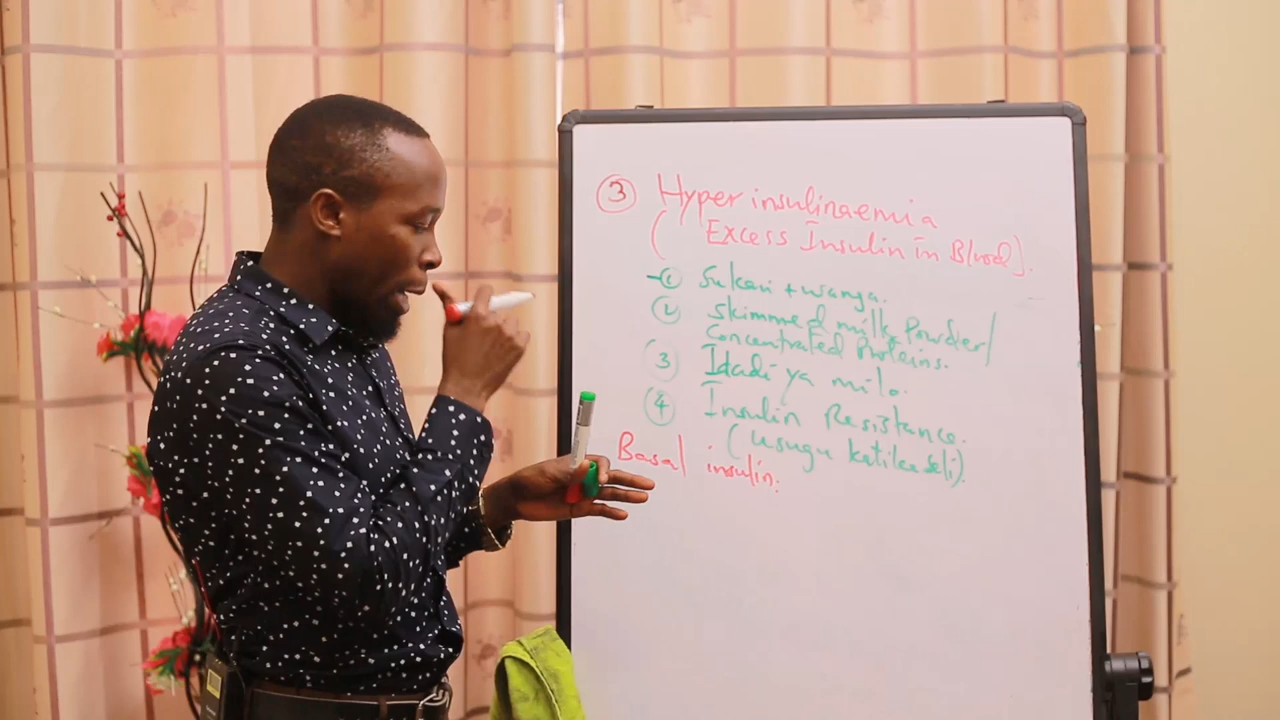 ③ Hyper insulinaemia
( Excess Insulin in Blood).
① Sukari + wanga.
② Skimmed milk Powder/
Concentrated Proteins.
③ Idadi ya milo.
④ Insulin Resistance.
( usugu katika seli).
Basal insulin.